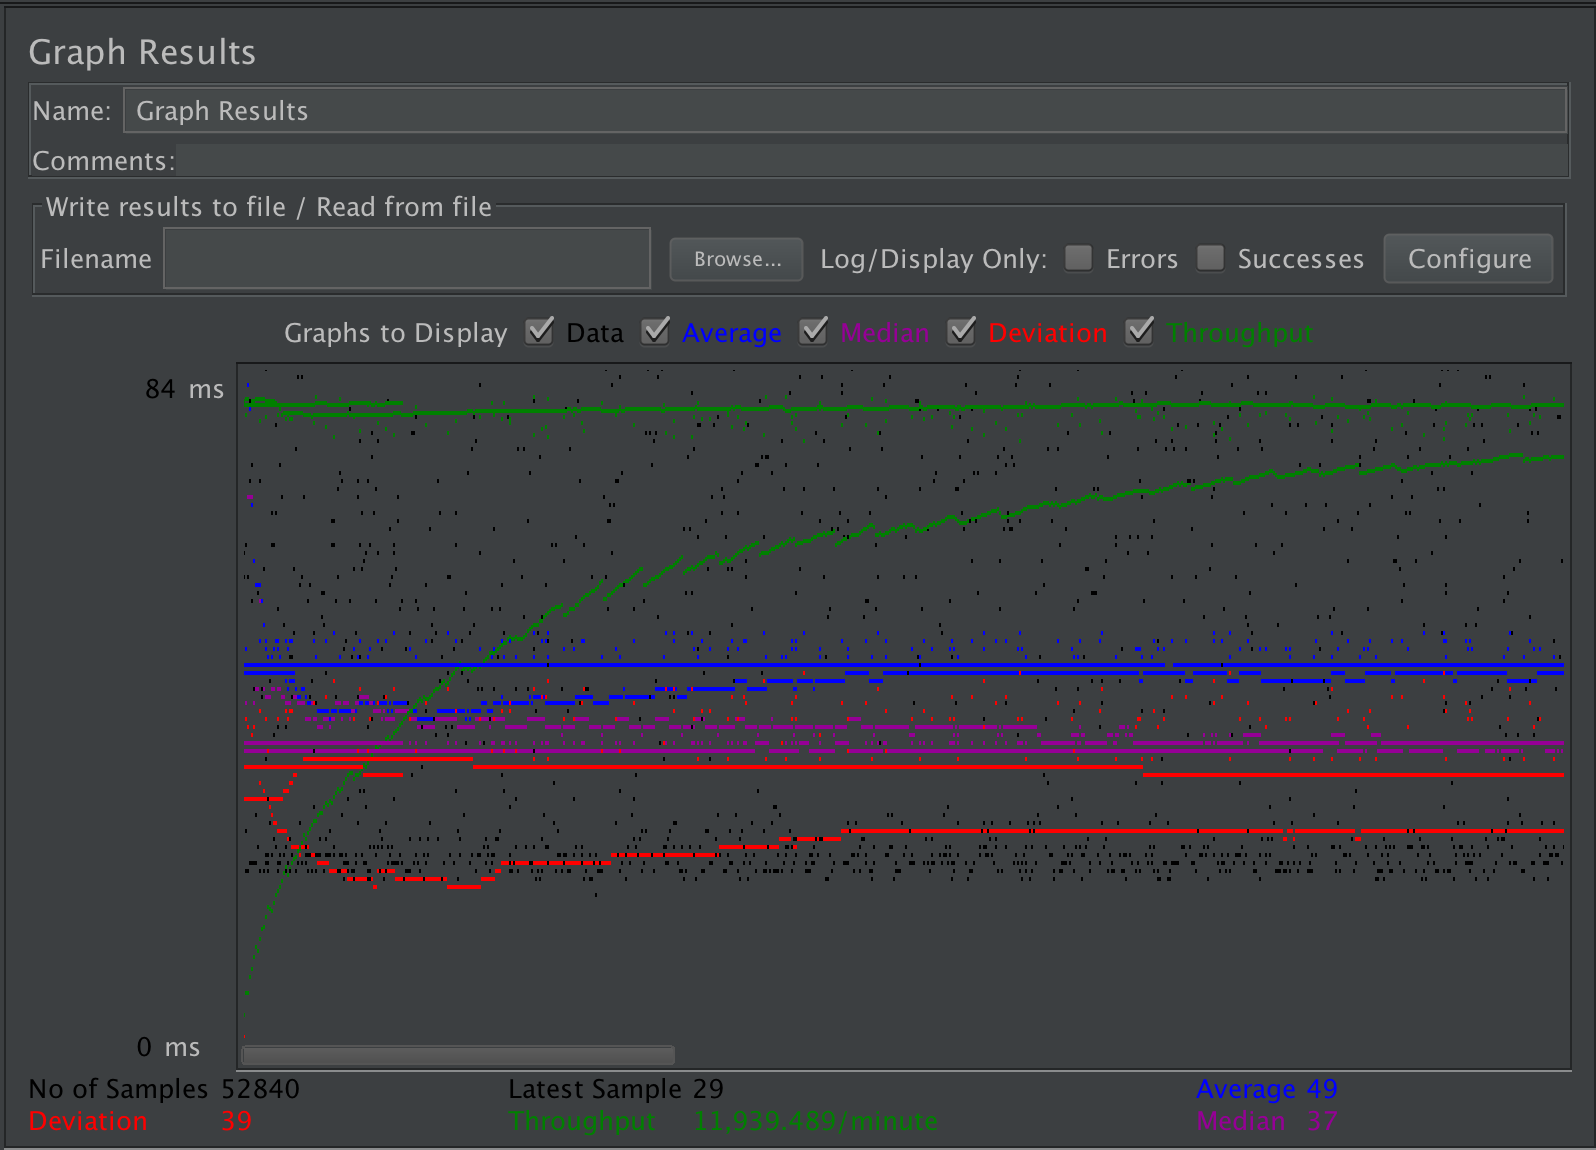 Graph Results
Name: Graph Results
Comments:
Write results to file / Read from file
Filename Browse... Log/Display Only: Errors Successes Configure
Graphs to Display Data Average Median Deviation Throughput
84 ms
0 ms
No of Samples 52840 Latest Sample 29 Average 49
Deviation 39 Throughput 11,939.489/minute Median 37